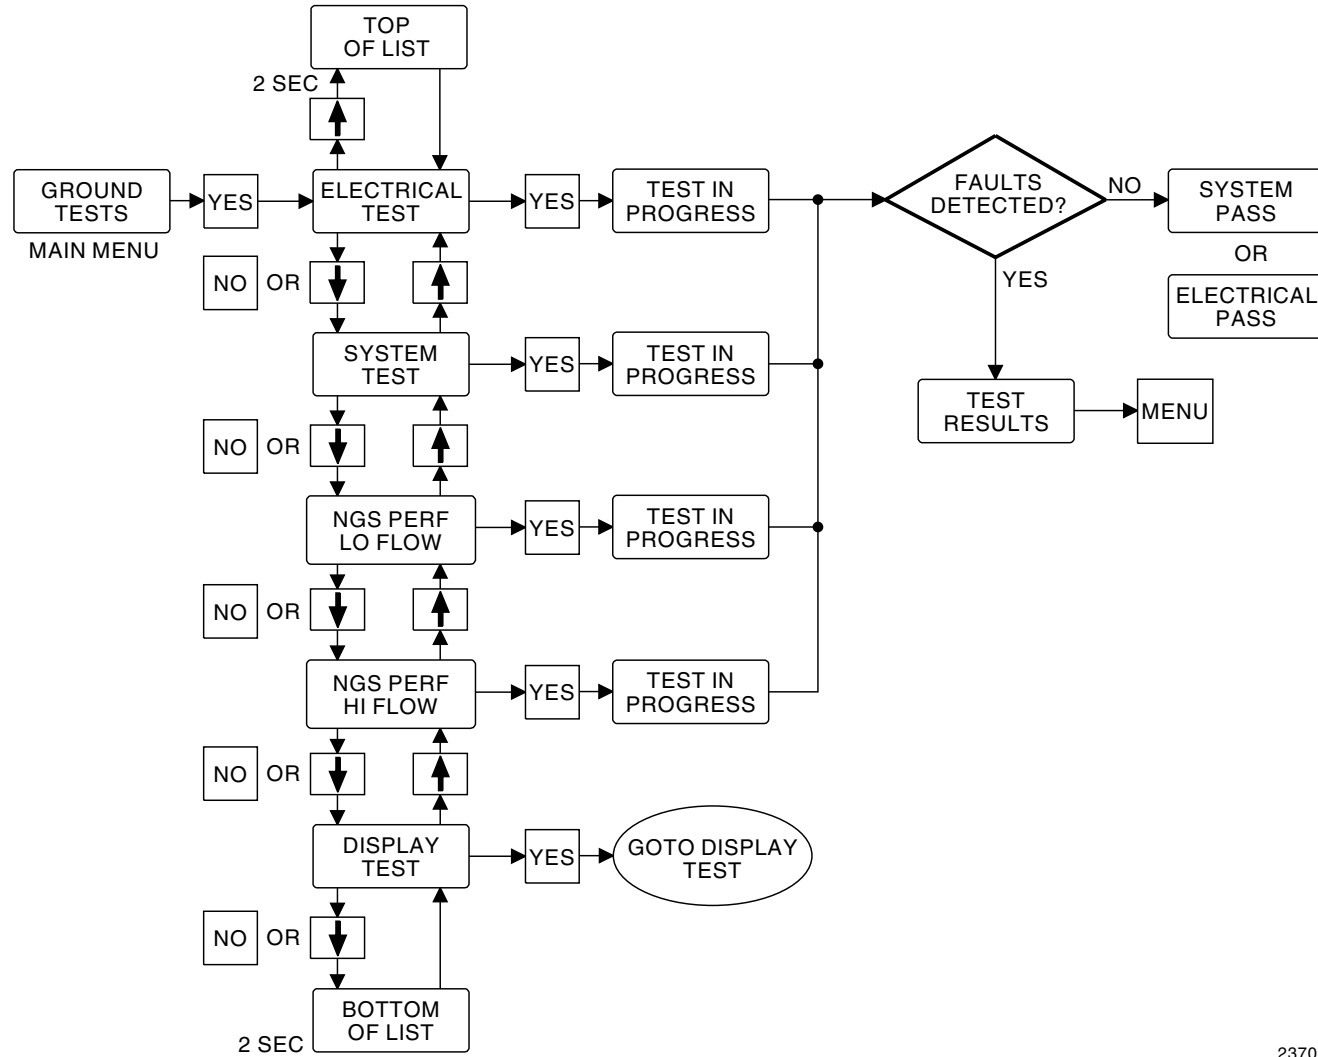 TOP
OF LIST
2 SEC
GROUND
TESTS
MAIN MENU
YES
ELECTRICAL
TEST
YES
TEST IN
PROGRESS
FAULTS
DETECTED?
NO
SYSTEM
PASS
OR
ELECTRICAL
PASS
YES
NO OR
SYSTEM
TEST
YES
TEST IN
PROGRESS
TEST
RESULTS
MENU
NO OR
NGS PERF
LO FLOW
YES
TEST IN
PROGRESS
NO OR
NGS PERF
HI FLOW
YES
TEST IN
PROGRESS
NO OR
DISPLAY
TEST
YES
GOTO DISPLAY
TEST
NO OR
BOTTOM
OF LIST
2 SEC
2370